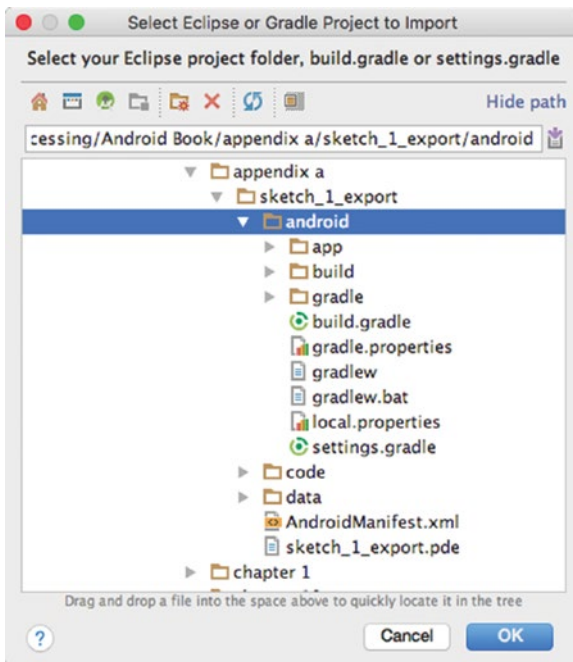 Select Eclipse or Gradle Project to Import
Select your Eclipse project folder, build.gradle or settings.gradle
Hide path
cessing/Android Book/appendix a/sketch_1_export/android
appendix a
sketch_1_export
android
app
build
gradle
build.gradle
gradle.properties
gradlew
gradlew.bat
local.properties
settings.gradle
code
data
AndroidManifest.xml
sketch_1_export.pde
chapter 1
Drag and drop a file into the space above to quickly locate it in the tree
?
Cancel
OK